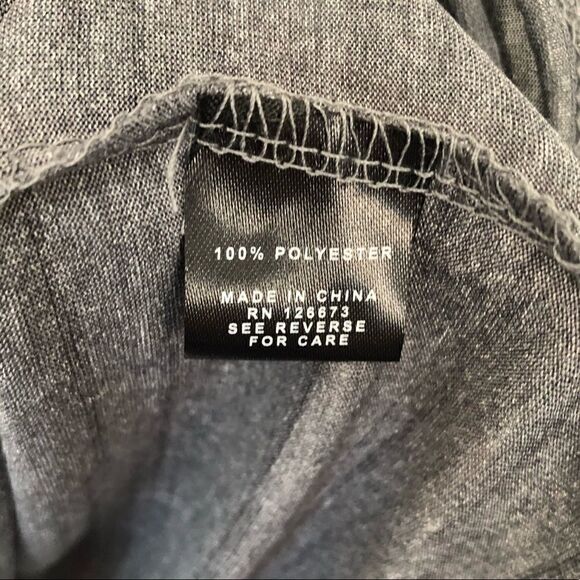 100% POLYESTER
MADE IN CHINA
RN 126673
SEE REVERSE
FOR CARE